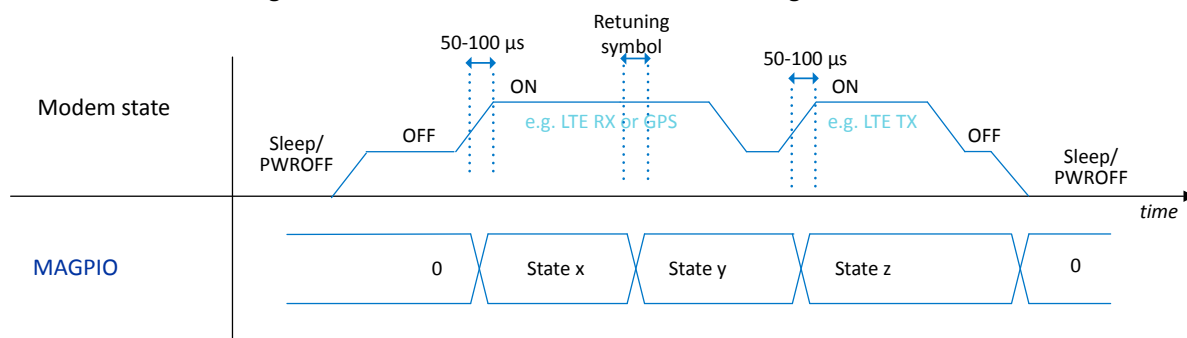 Retuning
symbol
50-100 µs
50-100 µs
ON
ON
Modem state
e.g. LTE RX or GPS
e.g. LTE TX
OFF
OFF
Sleep/
PWROFF
Sleep/
PWROFF
time
MAGPIO
0
State x
State y
State z
0